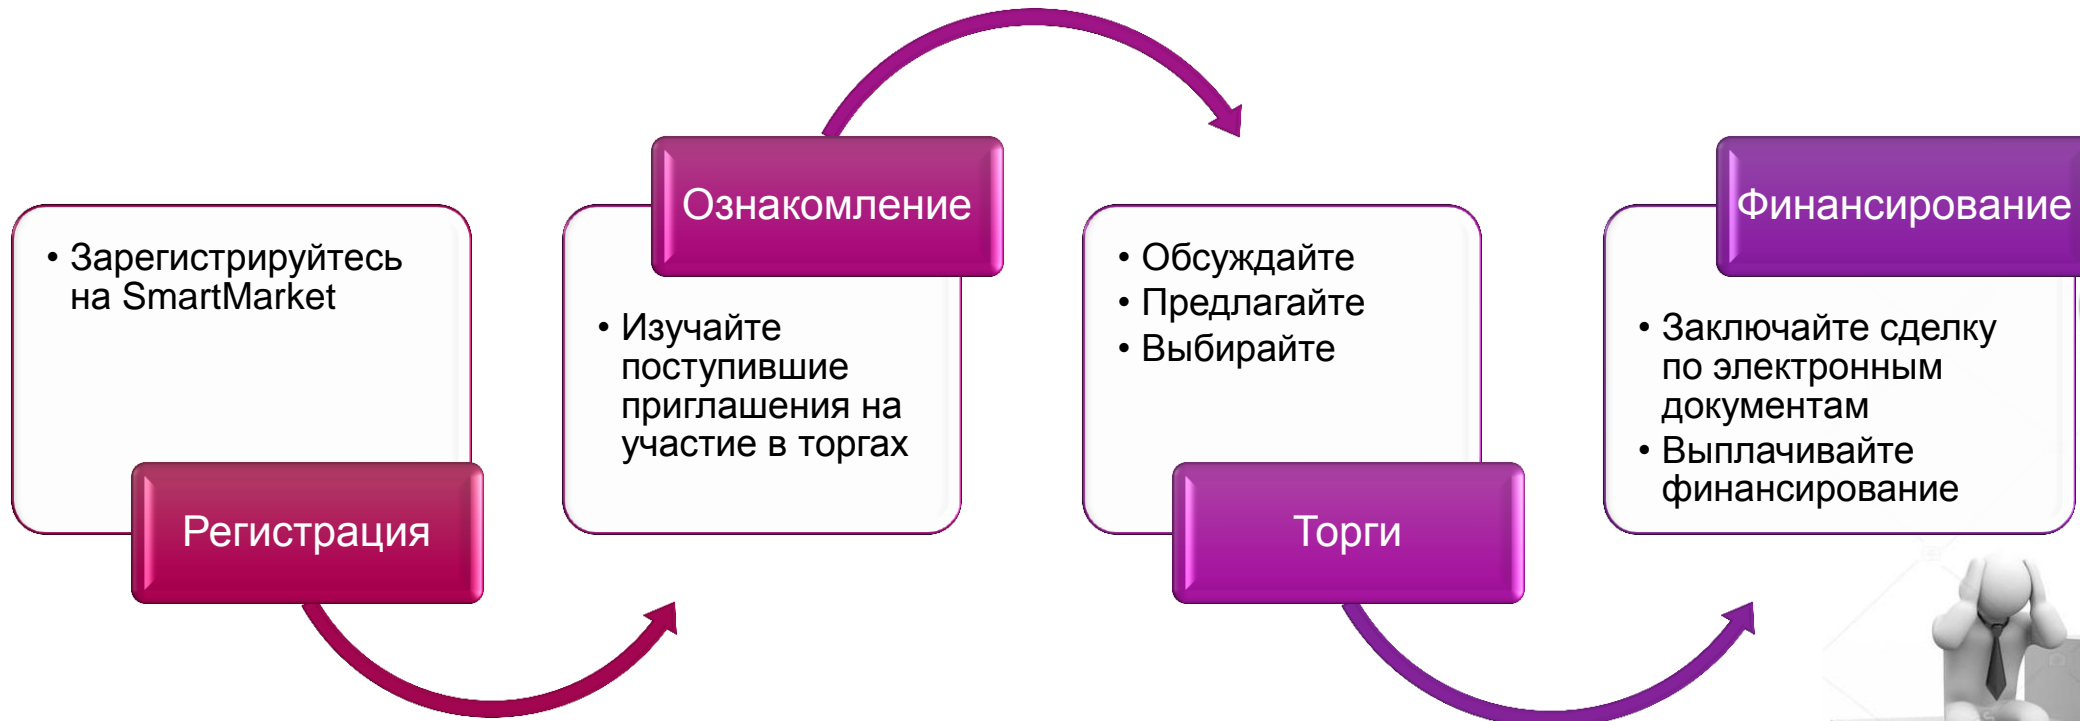 • Зарегистрируйтесь
на SmartMarket
Регистрация
Ознакомление
• Изучайте
поступившие
приглашения на
участие в торгах
• Обсуждайте
• Предлагайте
• Выбирайте
Торги
Финансирование
• Заключайте сделку
по электронным
документам
• Выплачивайте
финансирование